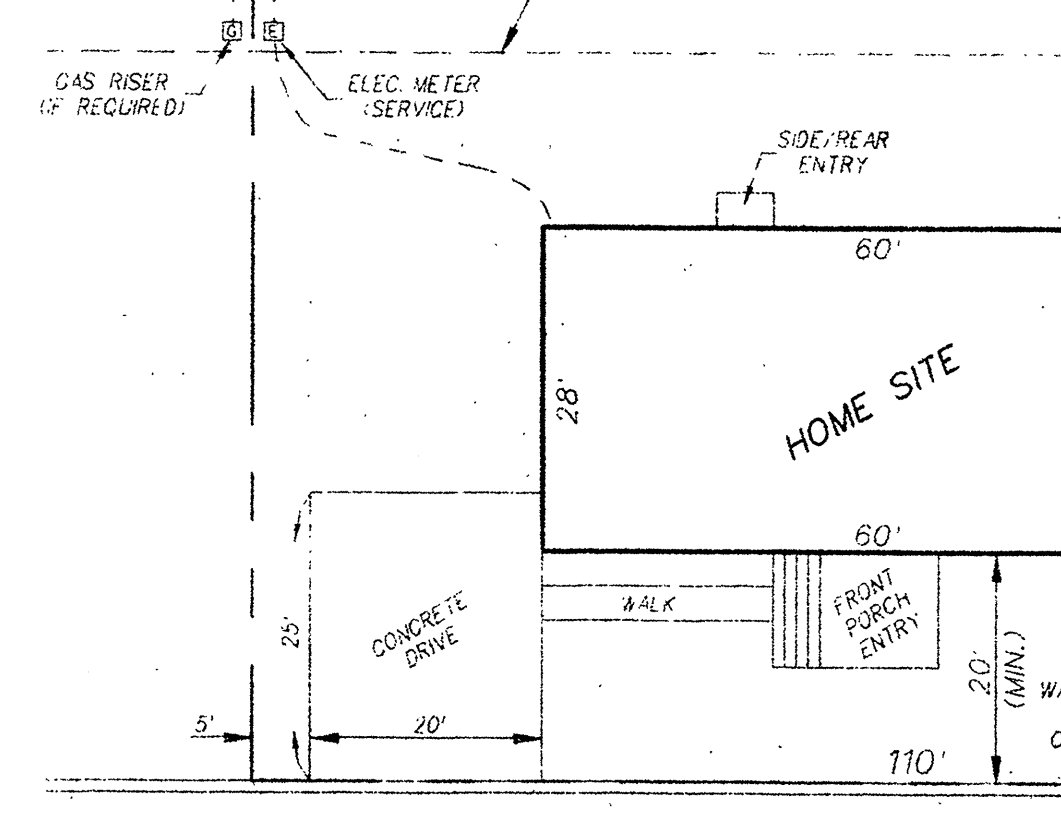 G E
GAS RISER
(IF REQUIRED)
ELEC. METER
(SERVICE)
SIDE/REAR
ENTRY
60'
28'
HOME SITE
60'
WALK
FRONT
PORCH
ENTRY
CONCRETE
DRIVE
25'
20'
(MIN.)
5'
20'
110'